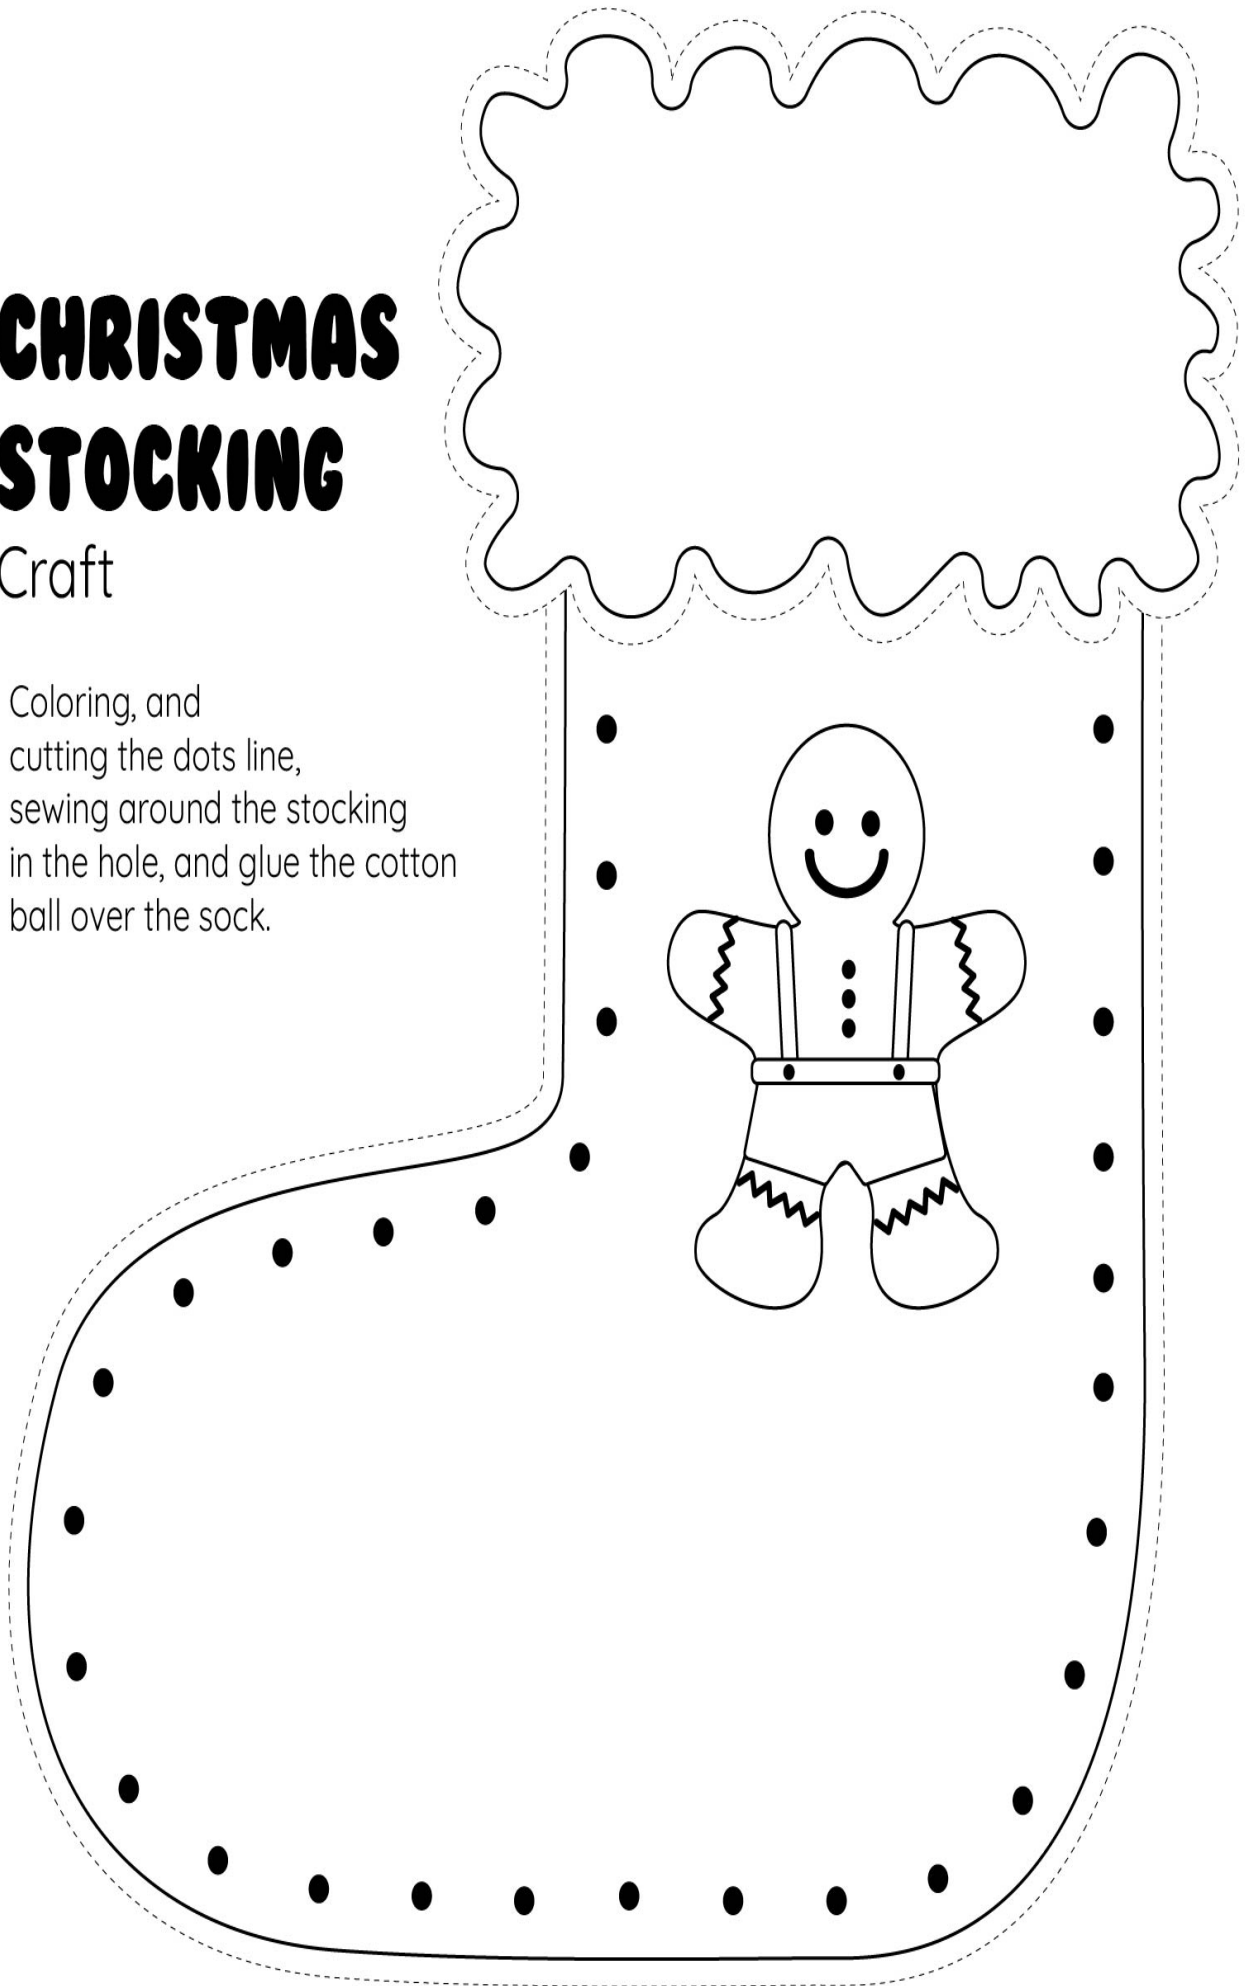 CHRISTMAS
STOCKING
Craft
Coloring, and
cutting the dots line,
sewing around the stocking
in the hole, and glue the cotton
ball over the sock.